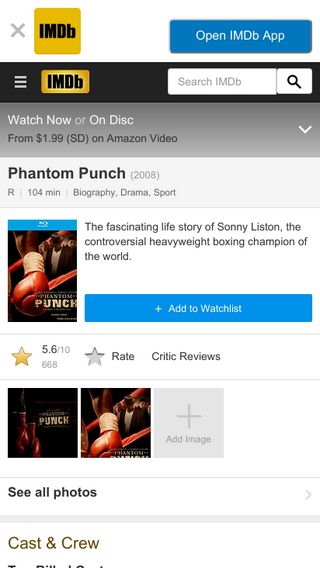 IMDb
Open IMDb App
IMDb
Search IMDb
Watch Now or On Disc
From $1.99 (SD) on Amazon Video
Phantom Punch (2008)
R | 104 min | Biography, Drama, Sport
The fascinating life story of Sonny Liston, the
controversial heavyweight boxing champion of
the world.
PHANTOM
PUNCH
+ Add to Watchlist
5.6/10
668
Rate
Critic Reviews
PHANTOM
PUNCH
PHANTOM
PUNCH
Add Image
See all photos
Cast & Crew